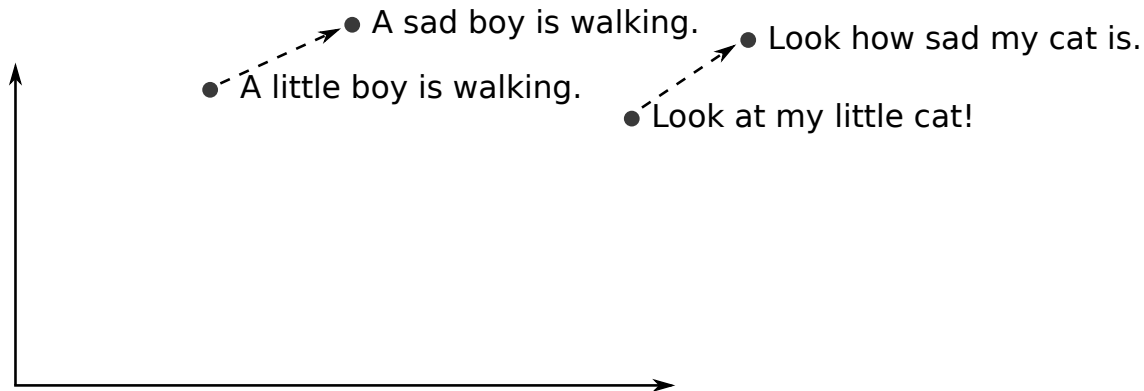 A sad boy is walking.
Look how sad my cat is.
A little boy is walking.
Look at my little cat!